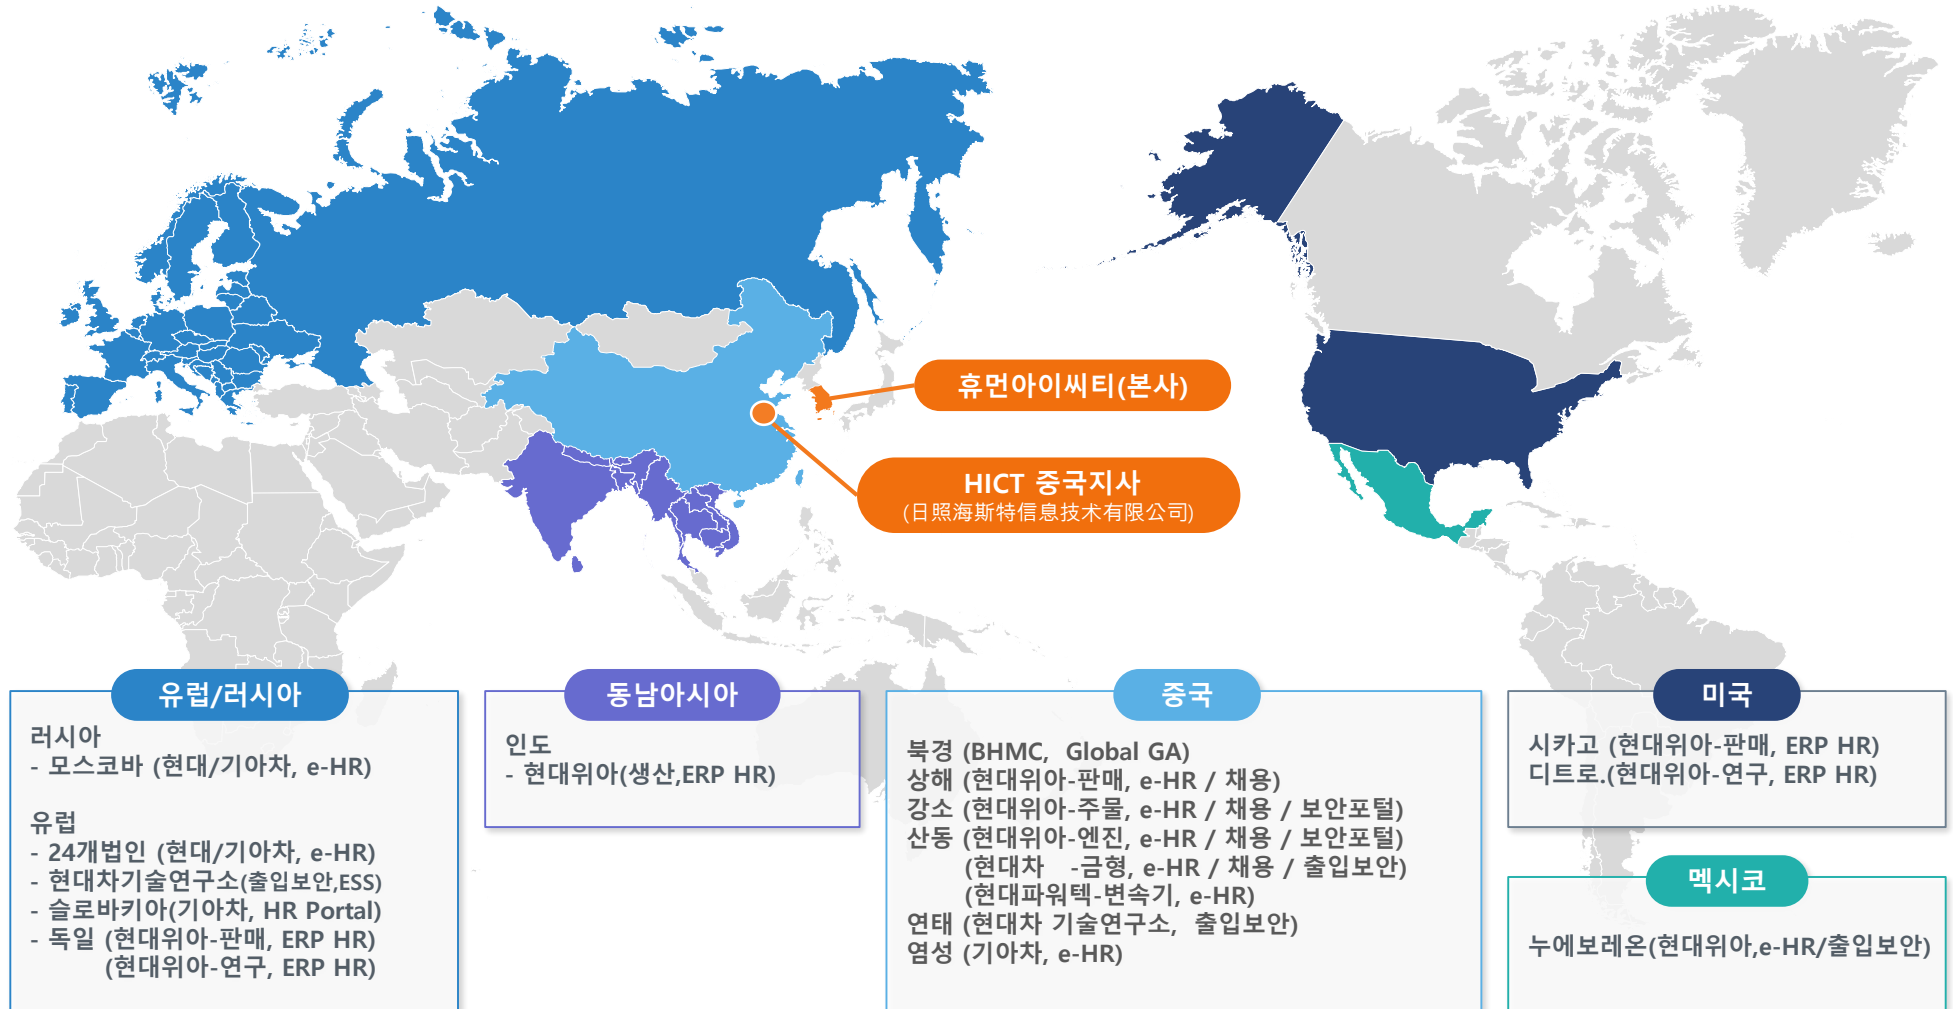 휴먼아이씨티(본사)
HICT 중국지사
(日照海斯特信息技术有限公司)
유럽/러시아
러시아
- 모스코바 (현대/기아차, e-HR)
유럽
- 24개법인 (현대/기아차, e-HR)
- 현대차기술연구소(출입보안,ESS)
- 슬로바키아(기아차, HR Portal)
- 독일 (현대위아-판매, ERP HR)
(현대위아-연구, ERP HR)
동남아시아
인도
- 현대위아(생산,ERP HR)
중국
북경 (BHMC, Global GA)
상해 (현대위아-판매, e-HR / 채용)
강소 (현대위아-주물, e-HR / 채용 / 보안포털)
산동 (현대위아-엔진, e-HR / 채용 / 보안포털)
(현대차 -금형, e-HR / 채용 / 출입보안)
(현대파워텍-변속기, e-HR)
연태 (현대차 기술연구소, 출입보안)
염성 (기아차, e-HR)
미국
시카고 (현대위아-판매, ERP HR)
디트로.(현대위아-연구, ERP HR)
멕시코
누에보레온(현대위아,e-HR/출입보안)